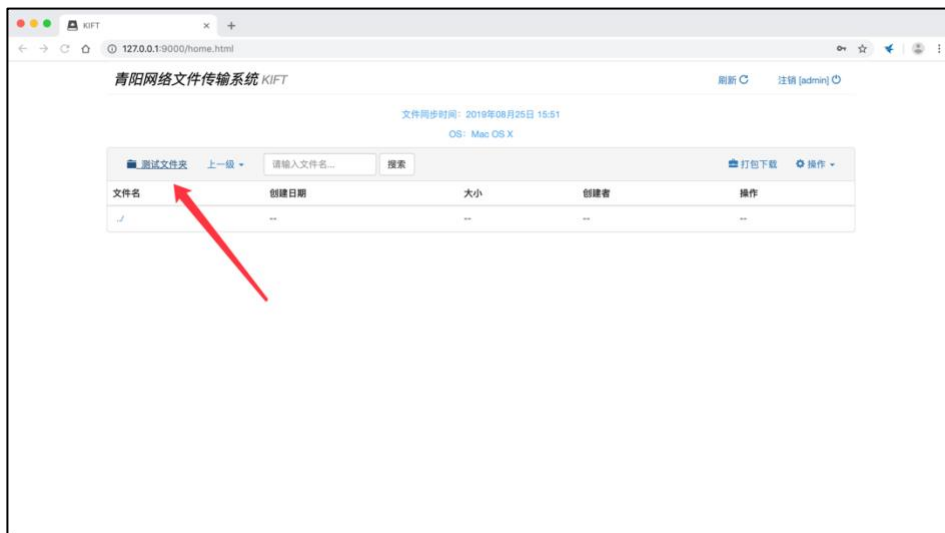 KIFT
127.0.0.1:9000/home.html
青阳网络文件传输系统 KIFT
刷新
注销 [admin]
文件同步时间：2019年08月25日 15:51
OS：Mac OS X
测试文件夹 上一级 请输入文件名... 搜索 打包下载 操作
文件名 创建日期 大小 创建者 操作
../ -- -- -- --